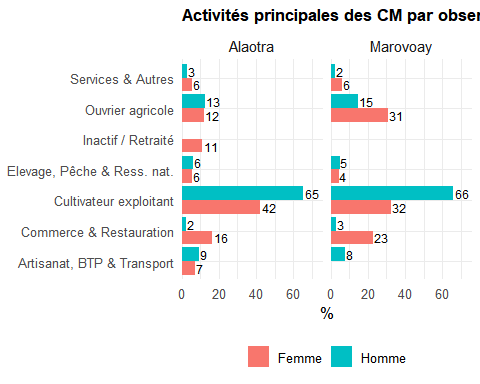 Activités principales des CM par obser
Alaotra Marovoay
Services & Autres 3 6 2 6
Ouvrier agricole 13 12 15 31
Inactif / Retraité 11
Elevage, Pêche & Ress. nat. 6 6 5 4
Cultivateur exploitant 65 42 66 32
Commerce & Restauration 2 16 3 23
Artisanat, BTP & Transport 9 7 8
0 20 40 60 0 20 40 60
%
Femme Homme